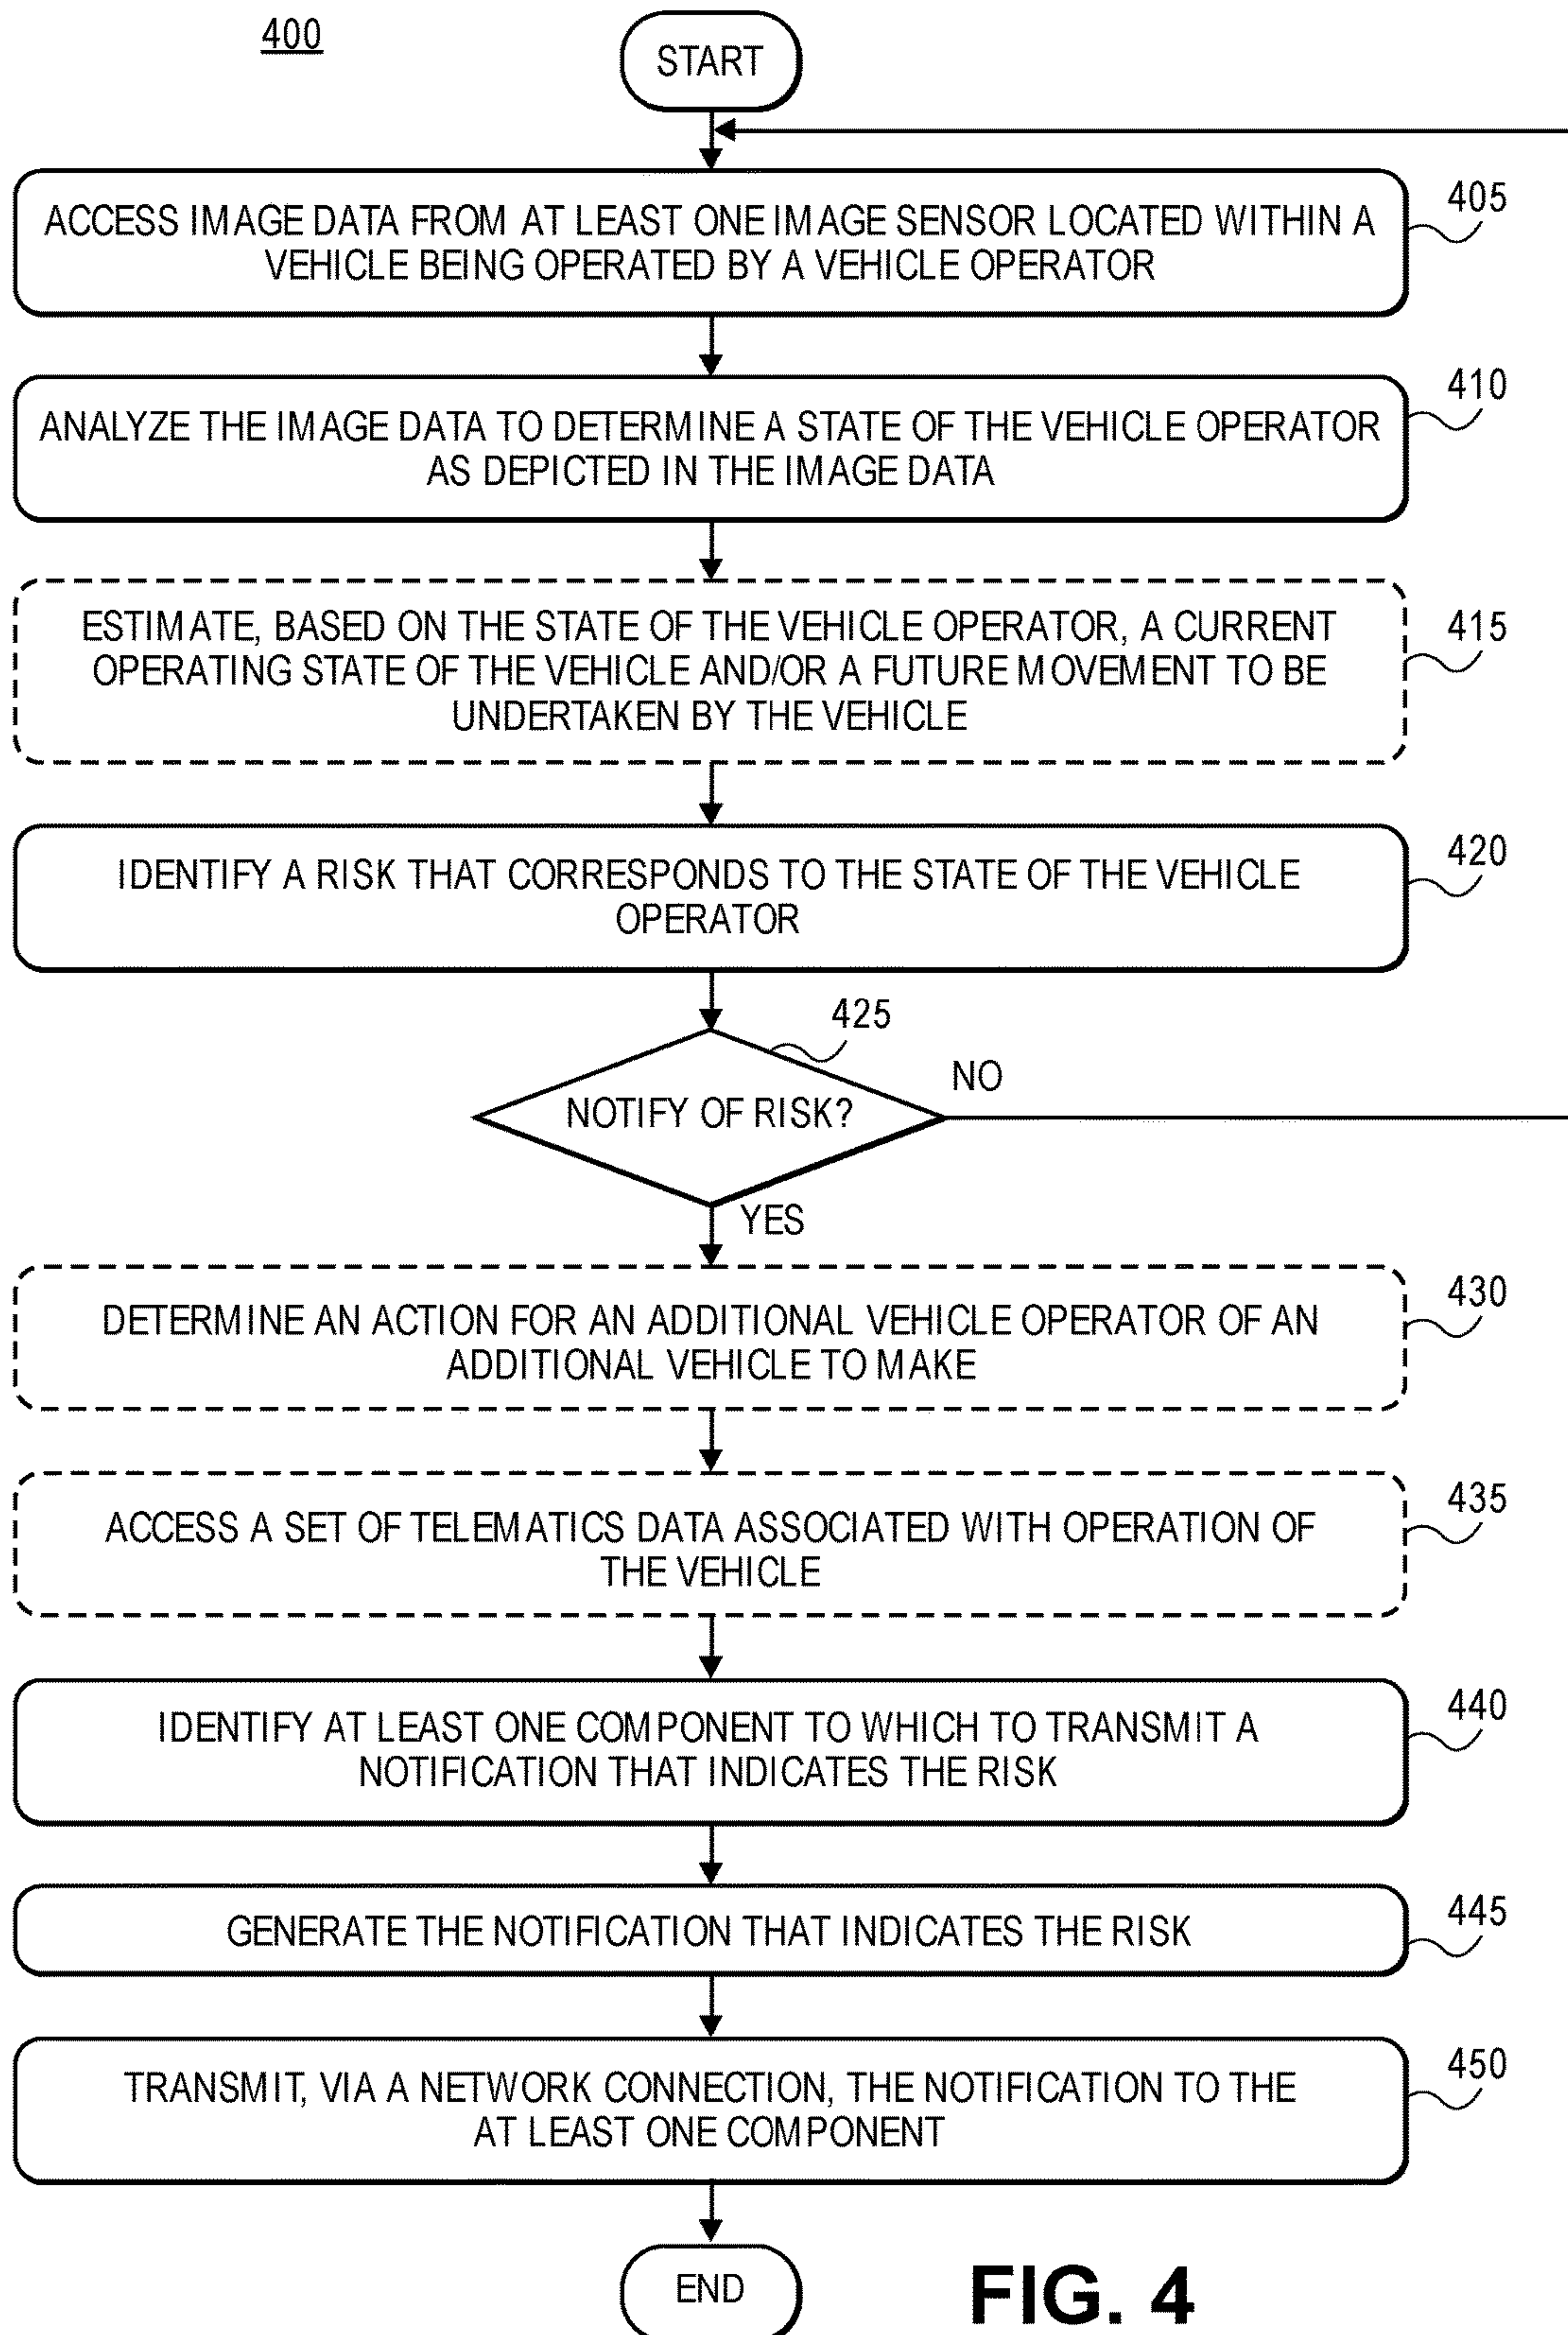 400
START
ACCESS IMAGE DATA FROM AT LEAST ONE IMAGE SENSOR LOCATED WITHIN A
VEHICLE BEING OPERATED BY A VEHICLE OPERATOR
405
ANALYZE THE IMAGE DATA TO DETERMINE A STATE OF THE VEHICLE OPERATOR
AS DEPICTED IN THE IMAGE DATA
410
ESTIMATE, BASED ON THE STATE OF THE VEHICLE OPERATOR, A CURRENT
OPERATING STATE OF THE VEHICLE AND/OR A FUTURE MOVEMENT TO BE
UNDERTAKEN BY THE VEHICLE
415
IDENTIFY A RISK THAT CORRESPONDS TO THE STATE OF THE VEHICLE
OPERATOR
420
425
NOTIFY OF RISK?
NO
YES
DETERMINE AN ACTION FOR AN ADDITIONAL VEHICLE OPERATOR OF AN
ADDITIONAL VEHICLE TO MAKE
430
ACCESS A SET OF TELEMATICS DATA ASSOCIATED WITH OPERATION OF
THE VEHICLE
435
IDENTIFY AT LEAST ONE COMPONENT TO WHICH TO TRANSMIT A
NOTIFICATION THAT INDICATES THE RISK
440
GENERATE THE NOTIFICATION THAT INDICATES THE RISK
445
TRANSMIT, VIA A NETWORK CONNECTION, THE NOTIFICATION TO THE
AT LEAST ONE COMPONENT
450
END
FIG. 4